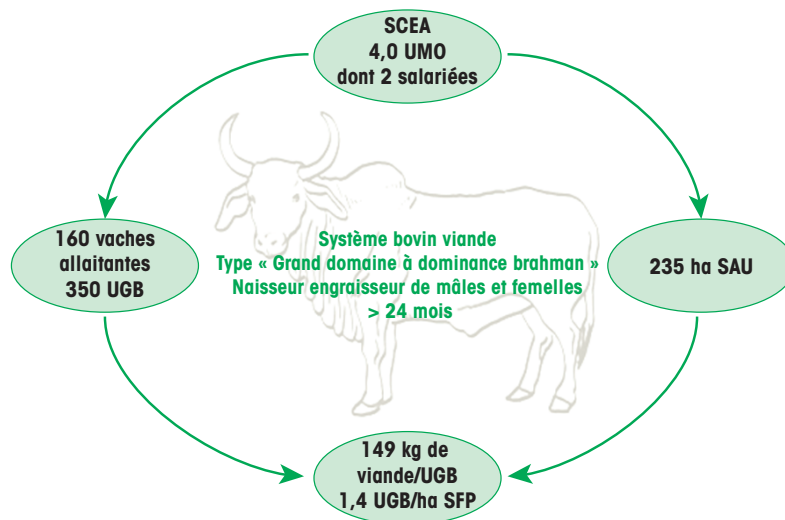 SCEA
4,0 UMO
dont 2 salariées
160 vaches
allaitantes
350 UGB
Système bovin viande
Type « Grand domaine à dominance brahman »
Naisseur engraisseur de mâles et femelles
> 24 mois
235 ha SAU
149 kg de
viande/UGB
1,4 UGB/ha SFP